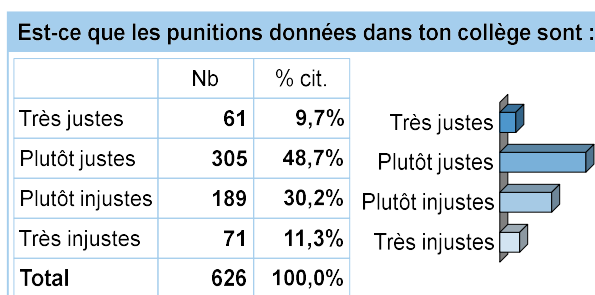 Est-ce que les punitions données dans ton collège sont :
Nb % cit.
Très justes 61 9,7%
Plutôt justes 305 48,7%
Plutôt injustes 189 30,2%
Très injustes 71 11,3%
Total 626 100,0%
Très justes
Plutôt justes
Plutôt injustes
Très injustes